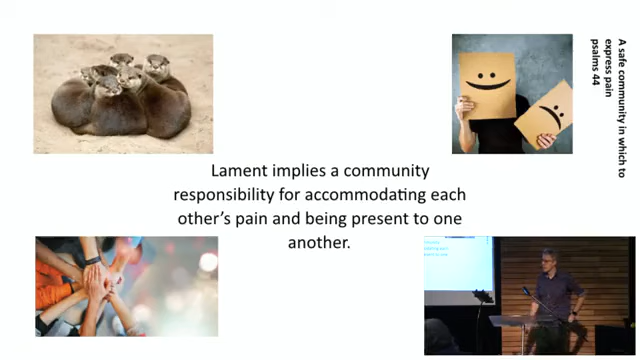 A safe community in which to
express pain
psalms 44
Lament implies a community
responsibility for accommodating each
other's pain and being present to one
another.